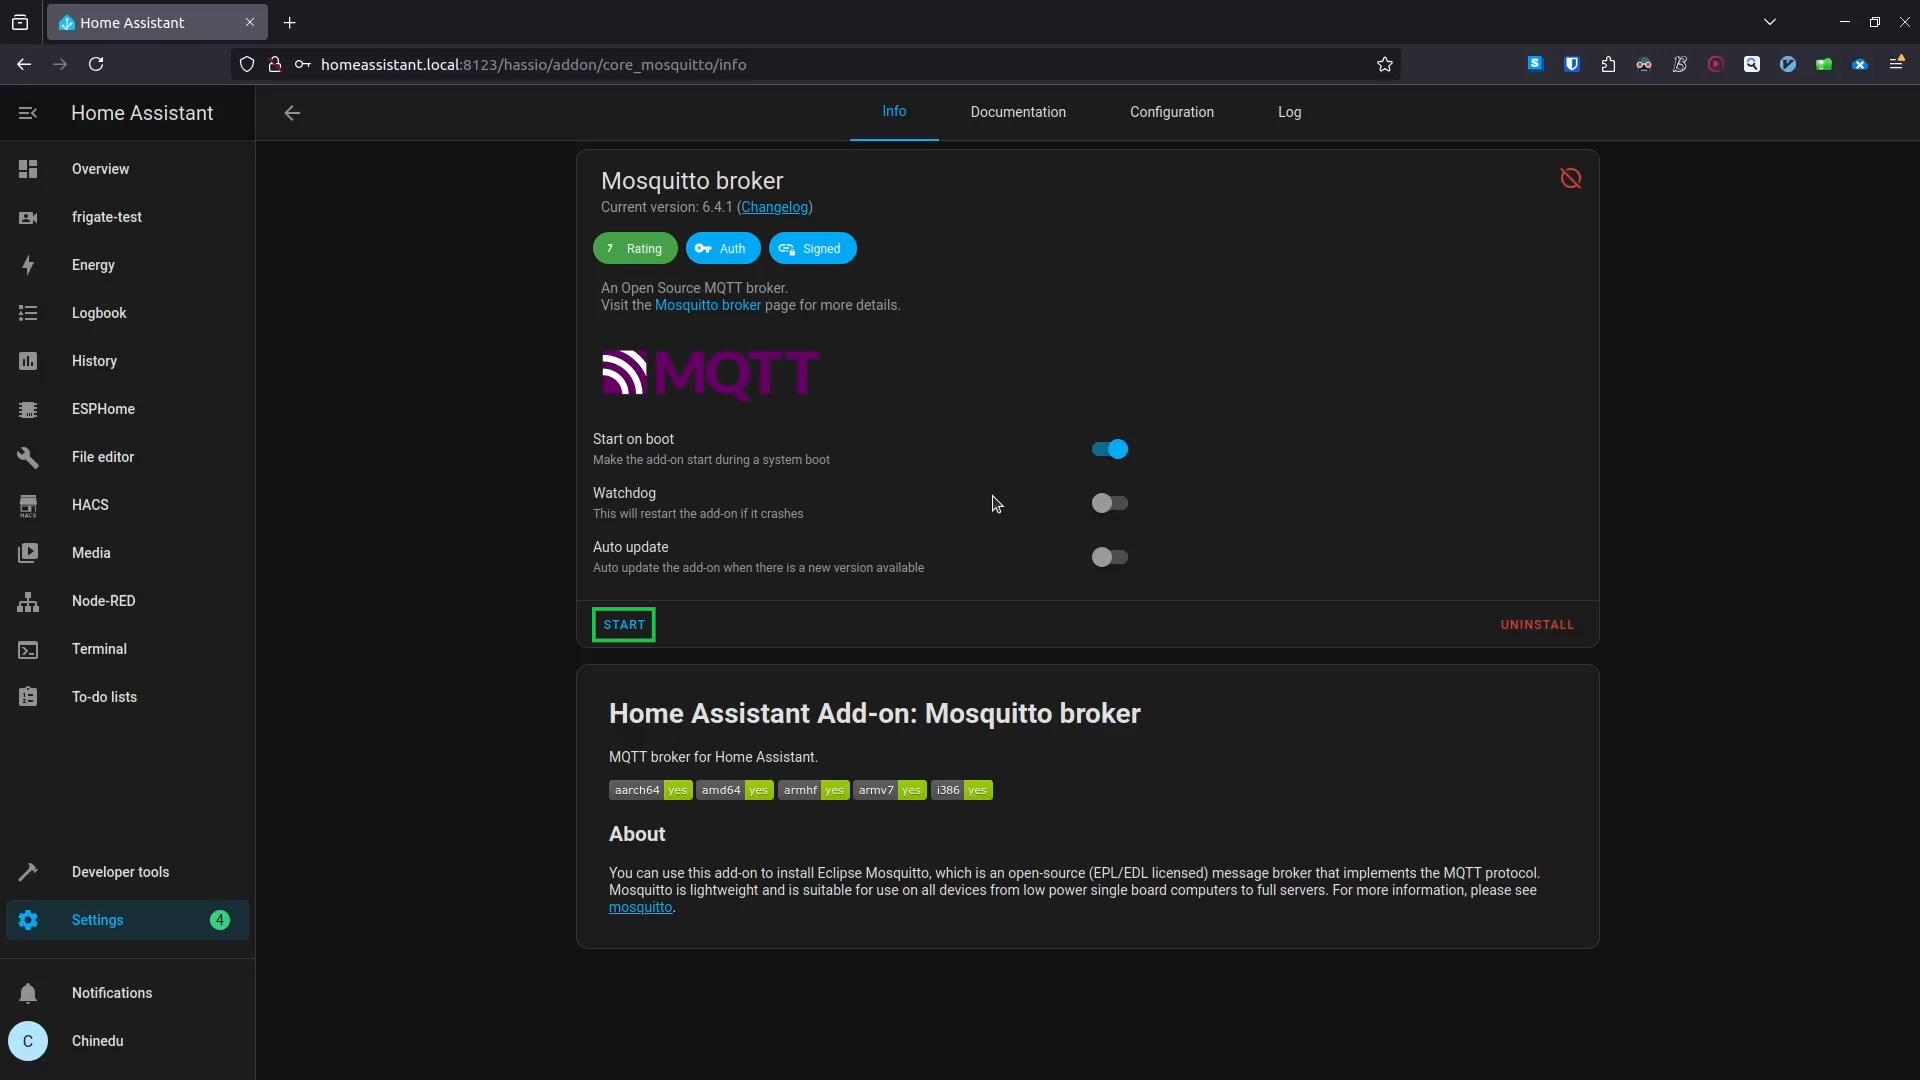 Home Assistant
homeassistant.local:8123/hassio/addon/core_mosquitto/info
Home Assistant
Info
Documentation
Configuration
Log
Overview
frigate-test
Energy
Logbook
History
ESPHome
File editor
HACS
HACS
Media
Node-RED
Terminal
To-do lists
Developer tools
Settings
4
Notifications
C
Chinedu
Mosquitto broker
Current version: 6.4.1 (Changelog)
7 Rating
Auth
Signed
An Open Source MQTT broker.
Visit the Mosquitto broker page for more details.
MQTT
Start on boot
Make the add-on start during a system boot
Watchdog
This will restart the add-on if it crashes
Auto update
Auto update the add-on when there is a new version available
START
UNINSTALL
Home Assistant Add-on: Mosquitto broker
MQTT broker for Home Assistant.
aarch64 yes amd64 yes armhf yes armv7 yes i386 yes
About
You can use this add-on to install Eclipse Mosquitto, which is an open-source (EPL/EDL licensed) message broker that implements the MQTT protocol.
Mosquitto is lightweight and is suitable for use on all devices from low power single board computers to full servers. For more information, please see
mosquitto.